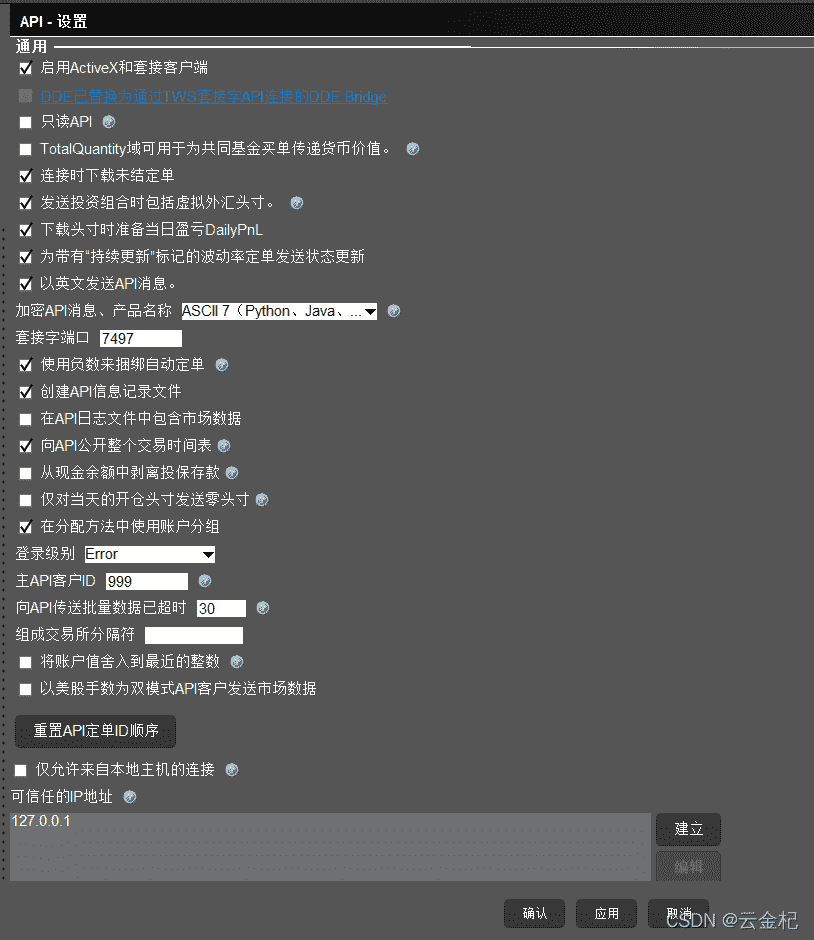 API - 设置
通用
启用ActiveX和套接客户端
DDE已替换为通过TWS套接字API连接的DDE Bridge
只读API
TotalQuantity域可用于为共同基金买单传递货币价值。
连接时下载未结定单
发送投资组合时包括虚拟外汇头寸。
下载头寸时准备当日盈亏DailyPnL
为带有“持续更新”标记的波动率定单发送状态更新
以英文发送API消息。
加密API消息、产品名称 ASCII 7（Python、Java、...
套接字端口 7497
使用负数来捆绑自动定单
创建API信息记录文件
在API日志文件中包含市场数据
向API公开整个交易时间表
从现金余额中剥离投保存款
仅对当天的开仓头寸发送零头寸
在分配方法中使用账户分组
登录级别 Error
主API客户ID 999
向API传送批量数据已超时 30
组成交易所分隔符
将账户值舍入到最近的整数
以美股手数为双模式API客户发送市场数据
重置API定单ID顺序
仅允许来自本地主机的连接
可信任的IP地址
127.0.0.1
建立
编辑
确认 应用 取消
CSDN @云金杞